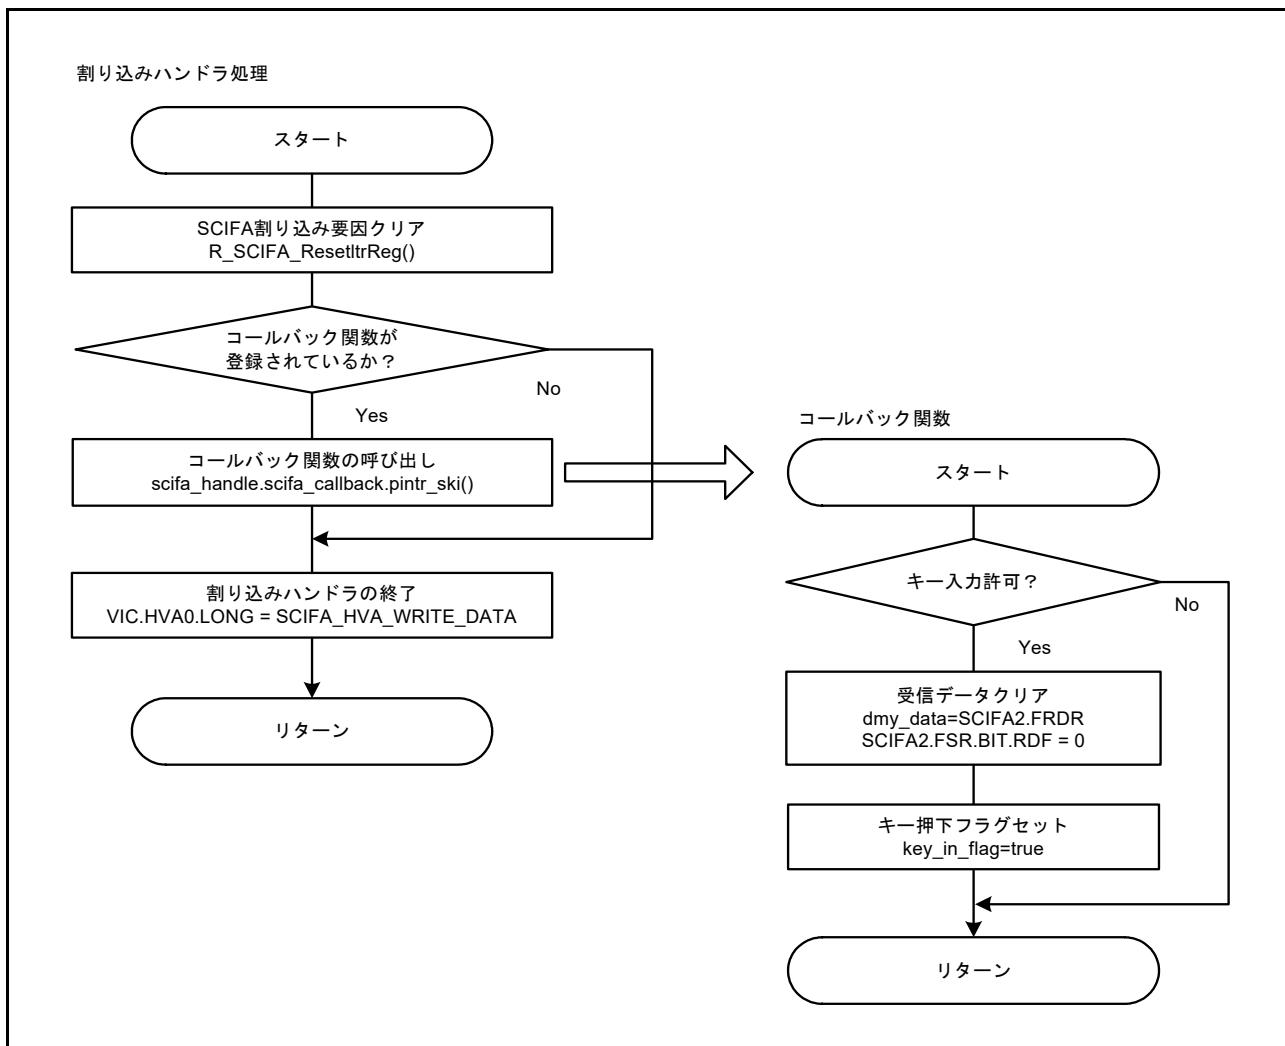 割り込みハンドラ処理
スタート
SCIFA割り込み要因クリア
R_SCIFA_ResetItrReg()
コールバック関数が
登録されているか？
No
Yes
コールバック関数の呼び出し
scifa_handle.scifa_callback.pintr_ski()
割り込みハンドラの終了
VIC.HVA0.LONG = SCIFA_HVA_WRITE_DATA
リターン
コールバック関数
スタート
キー入力許可？
No
Yes
受信データクリア
dmy_data=SCIFA2.FRDR
SCIFA2.FSR.BIT.RDF = 0
キー押下フラグセット
key_in_flag=true
リターン